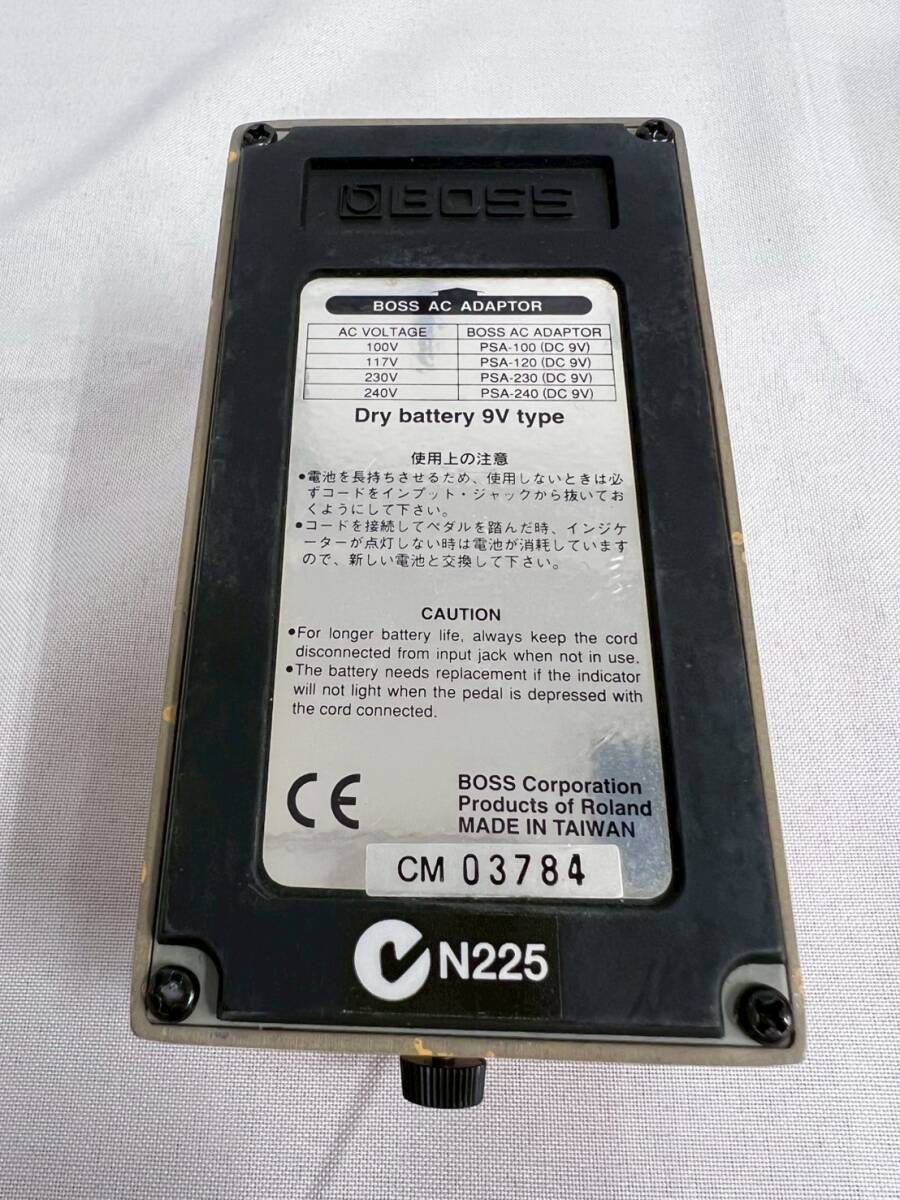 BOSS
BOSS AC ADAPTOR
AC VOLTAGE BOSS AC ADAPTOR
100V PSA-100 (DC 9V)
117V PSA-120 (DC 9V)
230V PSA-230 (DC 9V)
240V PSA-240 (DC 9V)
Dry battery 9V type
使用上の注意
●電池を長持ちさせるため、使用しないときは必
ずコードをインプット・ジャックから抜いてお
くようにして下さい。
●コードを接続してペダルを踏んだ時、インジケ
ーターが点灯しない時は電池が消耗しています
ので、新しい電池と交換して下さい。
CAUTION
●For longer battery life, always keep the cord
disconnected from input jack when not in use.
●The battery needs replacement if the indicator
will not light when the pedal is depressed with
the cord connected.
CE
BOSS Corporation
Products of Roland
MADE IN TAIWAN
CM 03784
N225